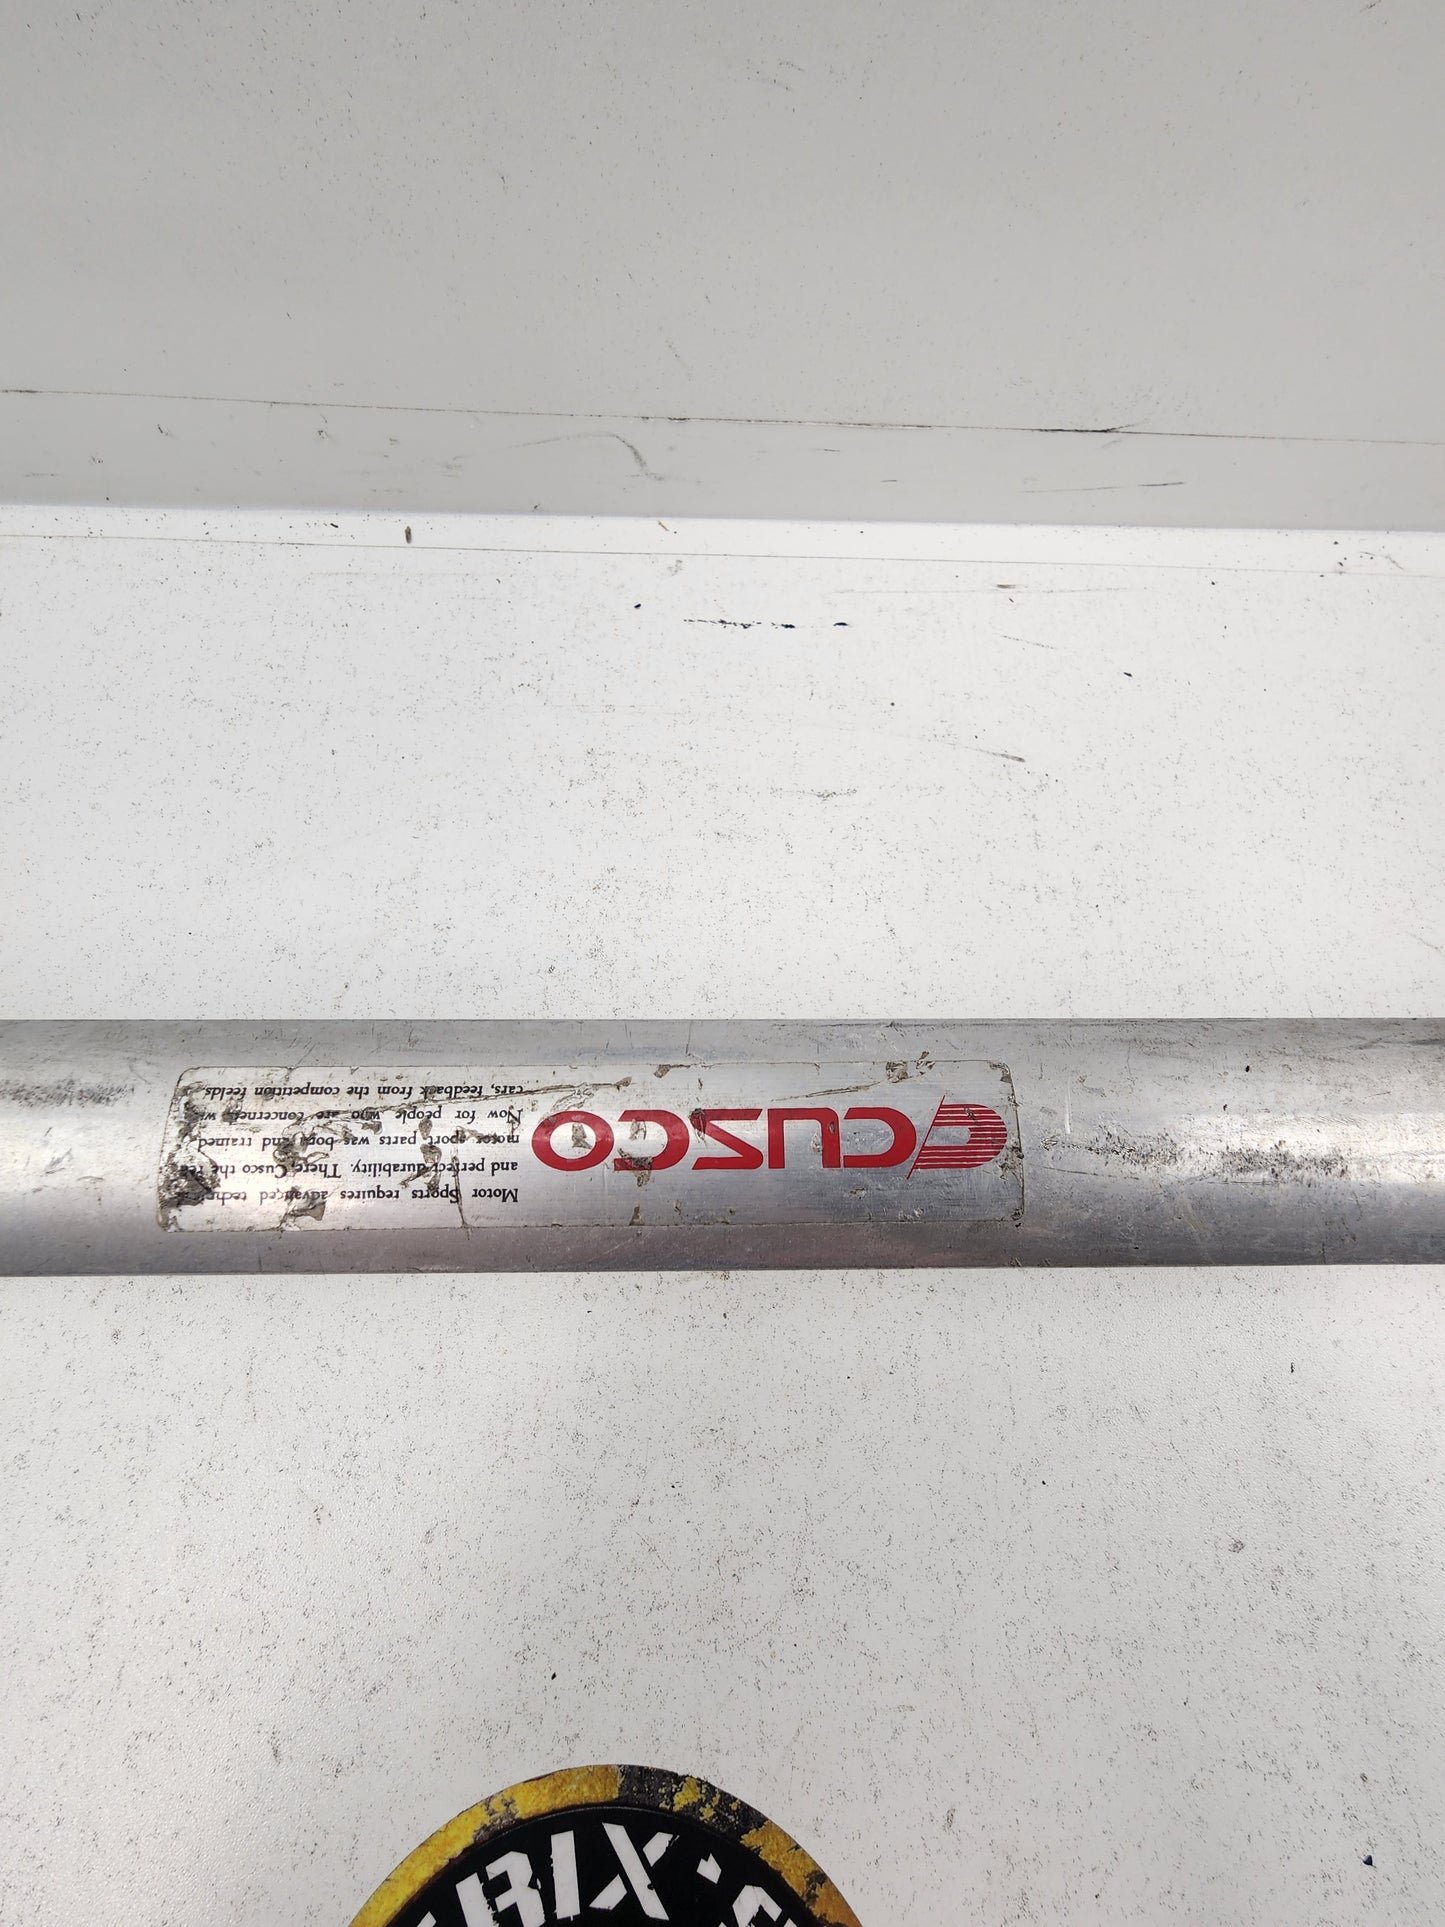 CUSCO
Motor Sports requires advanced
and perfect durability. There Cusco the
motor sport parts was born and trained.
Now for people who are concerned
cars, feedback from the competition feelds.